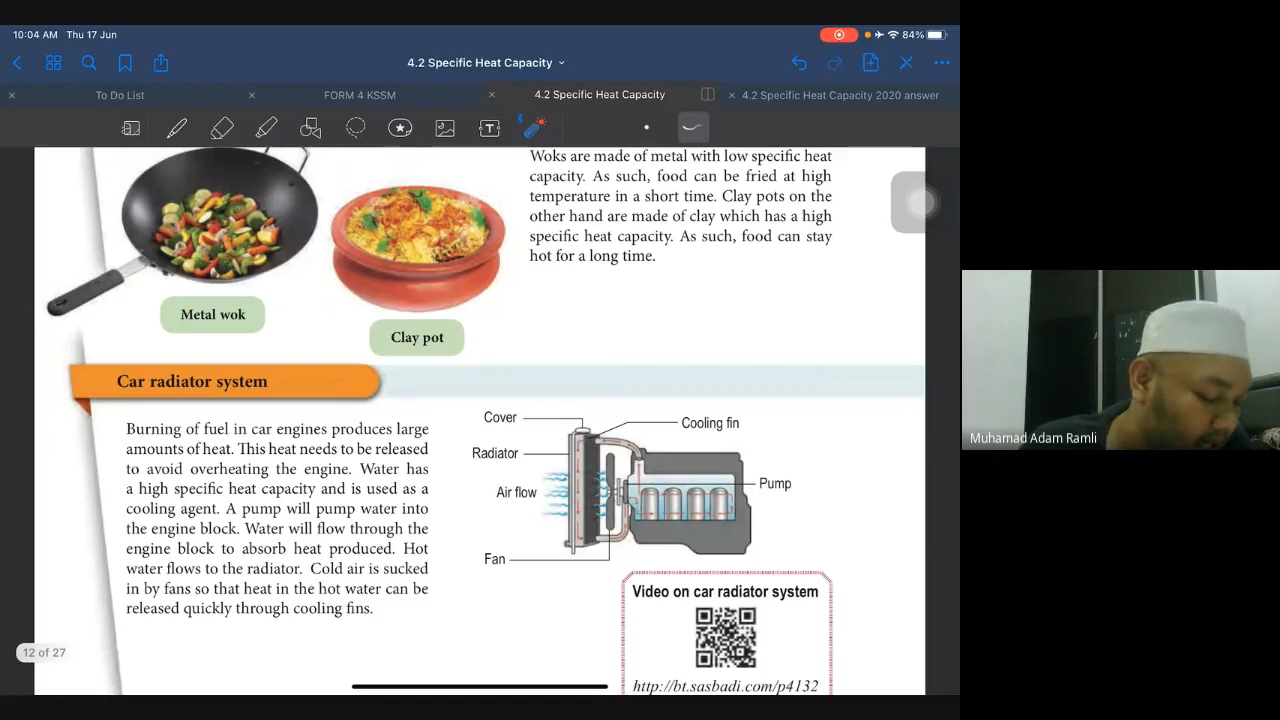 10:04 AM Thu 17 Jun
84%
4.2 Specific Heat Capacity
To Do List
FORM 4 KSSM
4.2 Specific Heat Capacity
4.2 Specific Heat Capacity 2020 answer
Woks are made of metal with low specific heat
capacity. As such, food can be fried at high
temperature in a short time. Clay pots on the
other hand are made of clay which has a high
specific heat capacity. As such, food can stay
hot for a long time.
Metal wok
Clay pot
Car radiator system
Burning of fuel in car engines produces large
amounts of heat. This heat needs to be released
to avoid overheating the engine. Water has
a high specific heat capacity and is used as a
cooling agent. A pump will pump water into
the engine block. Water will flow through the
engine block to absorb heat produced. Hot
water flows to the radiator. Cold air is sucked
in by fans so that heat in the hot water can be
released quickly through cooling fins.
Cover
Cooling fin
Radiator
Air flow
Pump
Fan
Video on car radiator system
http://bt.sasbadi.com/p4132
12 of 27
Muhamad Adam Ramli